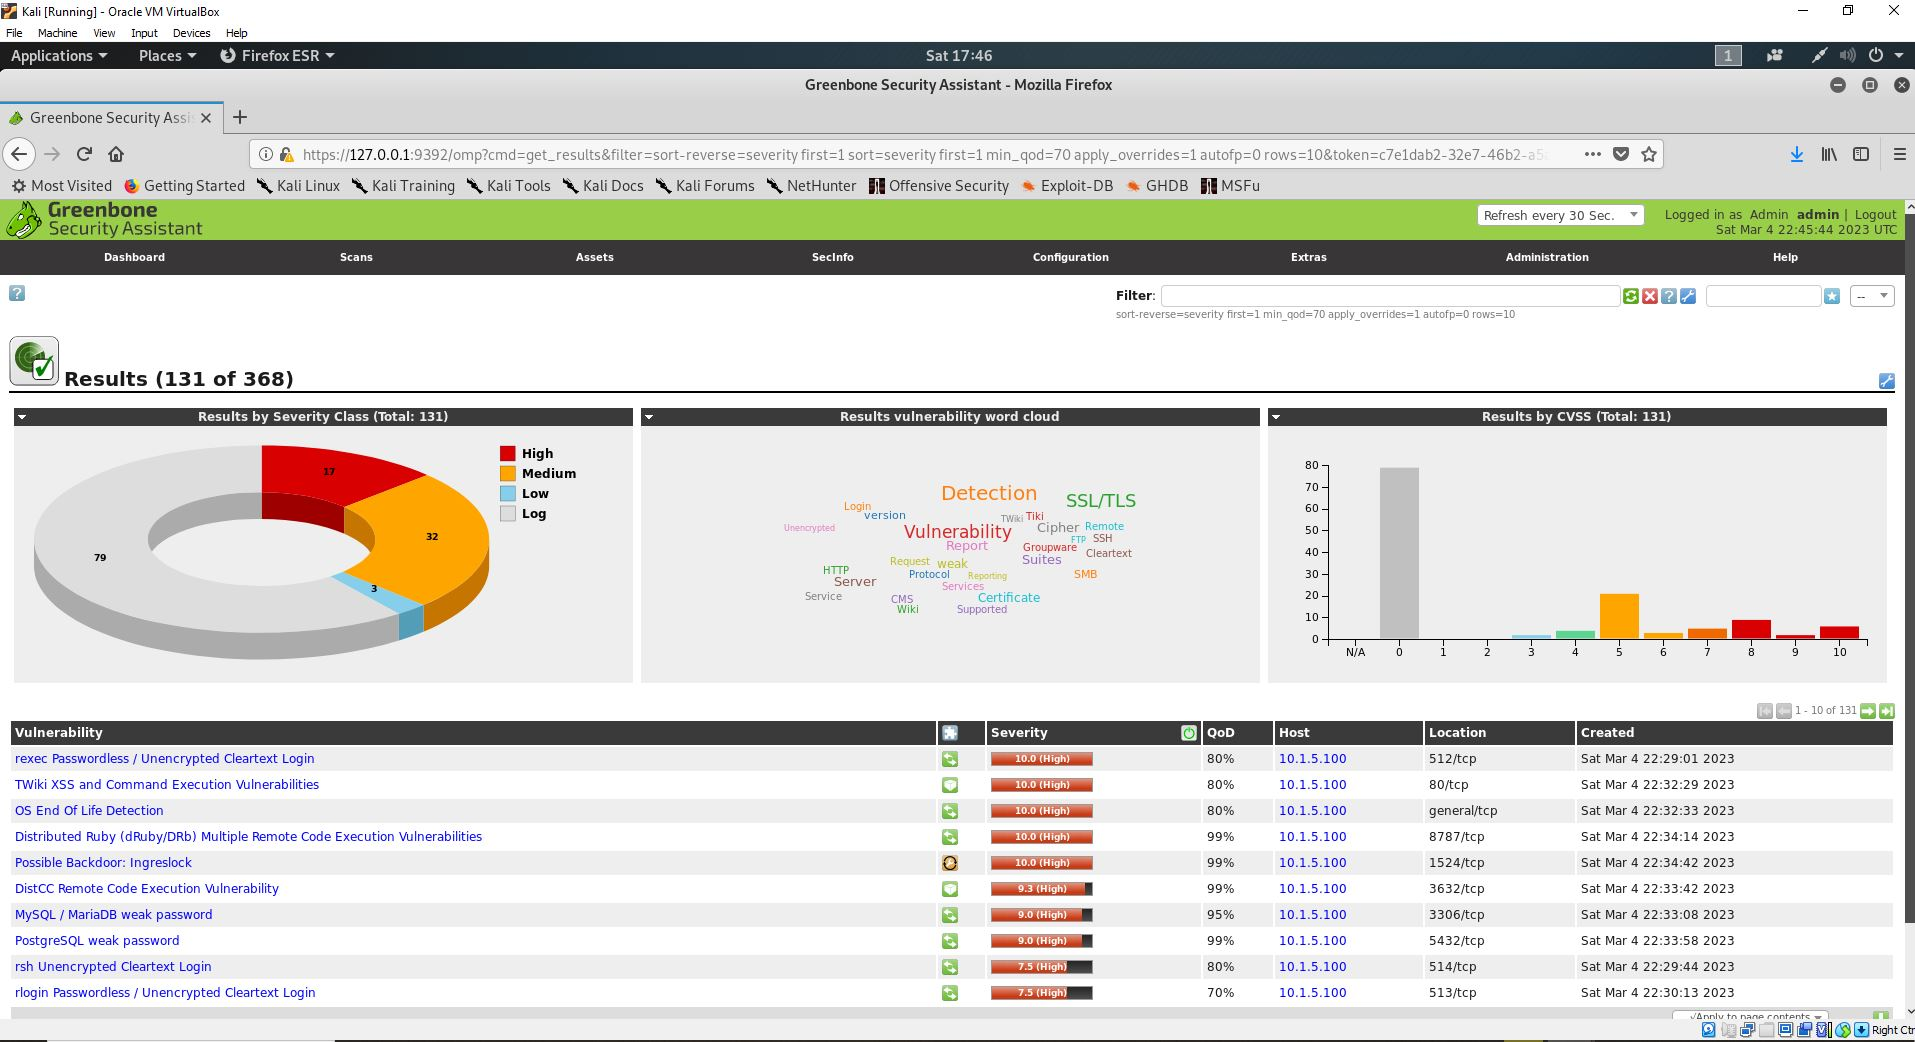 Kali [Running] - Oracle VM VirtualBox
File Machine View Input Devices Help
Applications Places Firefox ESR Sat 17:46 1
Greenbone Security Assistant - Mozilla Firefox
Greenbone Security Assis
https://127.0.0.1:9392/omp?cmd=get_results&filter=sort-reverse=severity first=1 sort=severity first=1 min_qod=70 apply_overrides=1 autofp=0 rows=10&token=c7e1dab2-32e7-46b2-a5
Most Visited Getting Started Kali Linux Kali Training Kali Tools Kali Docs Kali Forums NetHunter Offensive Security Exploit-DB GHDB MSFu
Greenbone
Security Assistant
Refresh every 30 Sec.
Logged in as Admin admin | Logout
Sat Mar 4 22:45:44 2023 UTC
Dashboard Scans Assets SecInfo Configuration Extras Administration Help
? Filter: ? --
sort-reverse=severity first=1 min_qod=70 apply_overrides=1 autofp=0 rows=10
Results (131 of 368)
Results by Severity Class (Total: 131)
17
32
79
3
High
Medium
Low
Log
Results vulnerability word cloud
Detection
SSL/TLS
Login
version
TWiki Tiki
Unencrypted
Vulnerability
Cipher Remote
FTP SSH
Report
Groupware
Cleartext
Request weak
Suites
HTTP
Protocol
Reporting
SMB
Server
Services
Service
CMS
Certificate
Wiki
Supported
Results by CVSS (Total: 131)
80
70
60
50
40
30
20
10
0
N/A 0 1 2 3 4 5 6 7 8 9 10
1 - 10 of 131
Vulnerability Severity QoD Host Location Created
rexec Passwordless / Unencrypted Cleartext Login 10.0 (High) 80% 10.1.5.100 512/tcp Sat Mar 4 22:29:01 2023
TWiki XSS and Command Execution Vulnerabilities 10.0 (High) 80% 10.1.5.100 80/tcp Sat Mar 4 22:32:29 2023
OS End Of Life Detection 10.0 (High) 80% 10.1.5.100 general/tcp Sat Mar 4 22:32:33 2023
Distributed Ruby (dRuby/DRb) Multiple Remote Code Execution Vulnerabilities 10.0 (High) 99% 10.1.5.100 8787/tcp Sat Mar 4 22:34:14 2023
Possible Backdoor: Ingreslock 10.0 (High) 99% 10.1.5.100 1524/tcp Sat Mar 4 22:34:42 2023
DistCC Remote Code Execution Vulnerability 9.3 (High) 99% 10.1.5.100 3632/tcp Sat Mar 4 22:33:42 2023
MySQL / MariaDB weak password 9.0 (High) 95% 10.1.5.100 3306/tcp Sat Mar 4 22:33:08 2023
PostgreSQL weak password 9.0 (High) 99% 10.1.5.100 5432/tcp Sat Mar 4 22:33:58 2023
rsh Unencrypted Cleartext Login 7.5 (High) 80% 10.1.5.100 514/tcp Sat Mar 4 22:29:44 2023
rlogin Passwordless / Unencrypted Cleartext Login 7.5 (High) 70% 10.1.5.100 513/tcp Sat Mar 4 22:30:13 2023
√Apply to page contents
Right Ctr